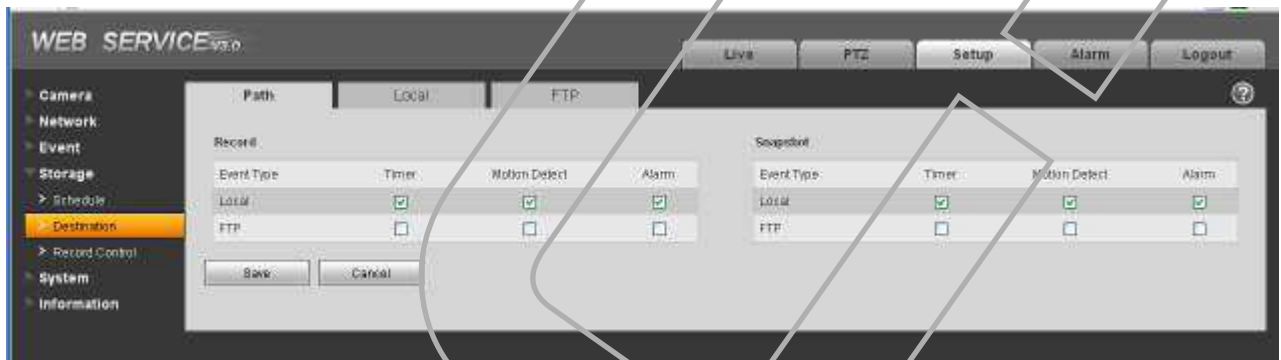 WEB SERVICE V3.0
Live PTZ Setup Alarm Logout
Camera
Network
Event
Storage
> Schedule
> Destination
> Record Control
System
Information
Path Local FTP
Record
Event Type Timer Motion Detect Alarm
Local
FTP
Save Cancel
Snapshot
Event Type Timer Motion Detect Alarm
Local
FTP